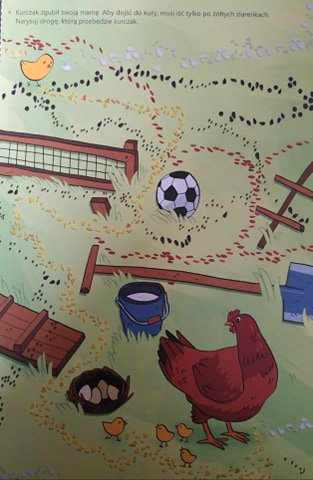 Kurczak zgubił swoją mamę. Aby dojść do kury, musi iść tylko po żółtych ziarenkach.
Narysuj drogę, którą przebędzie kurczak.